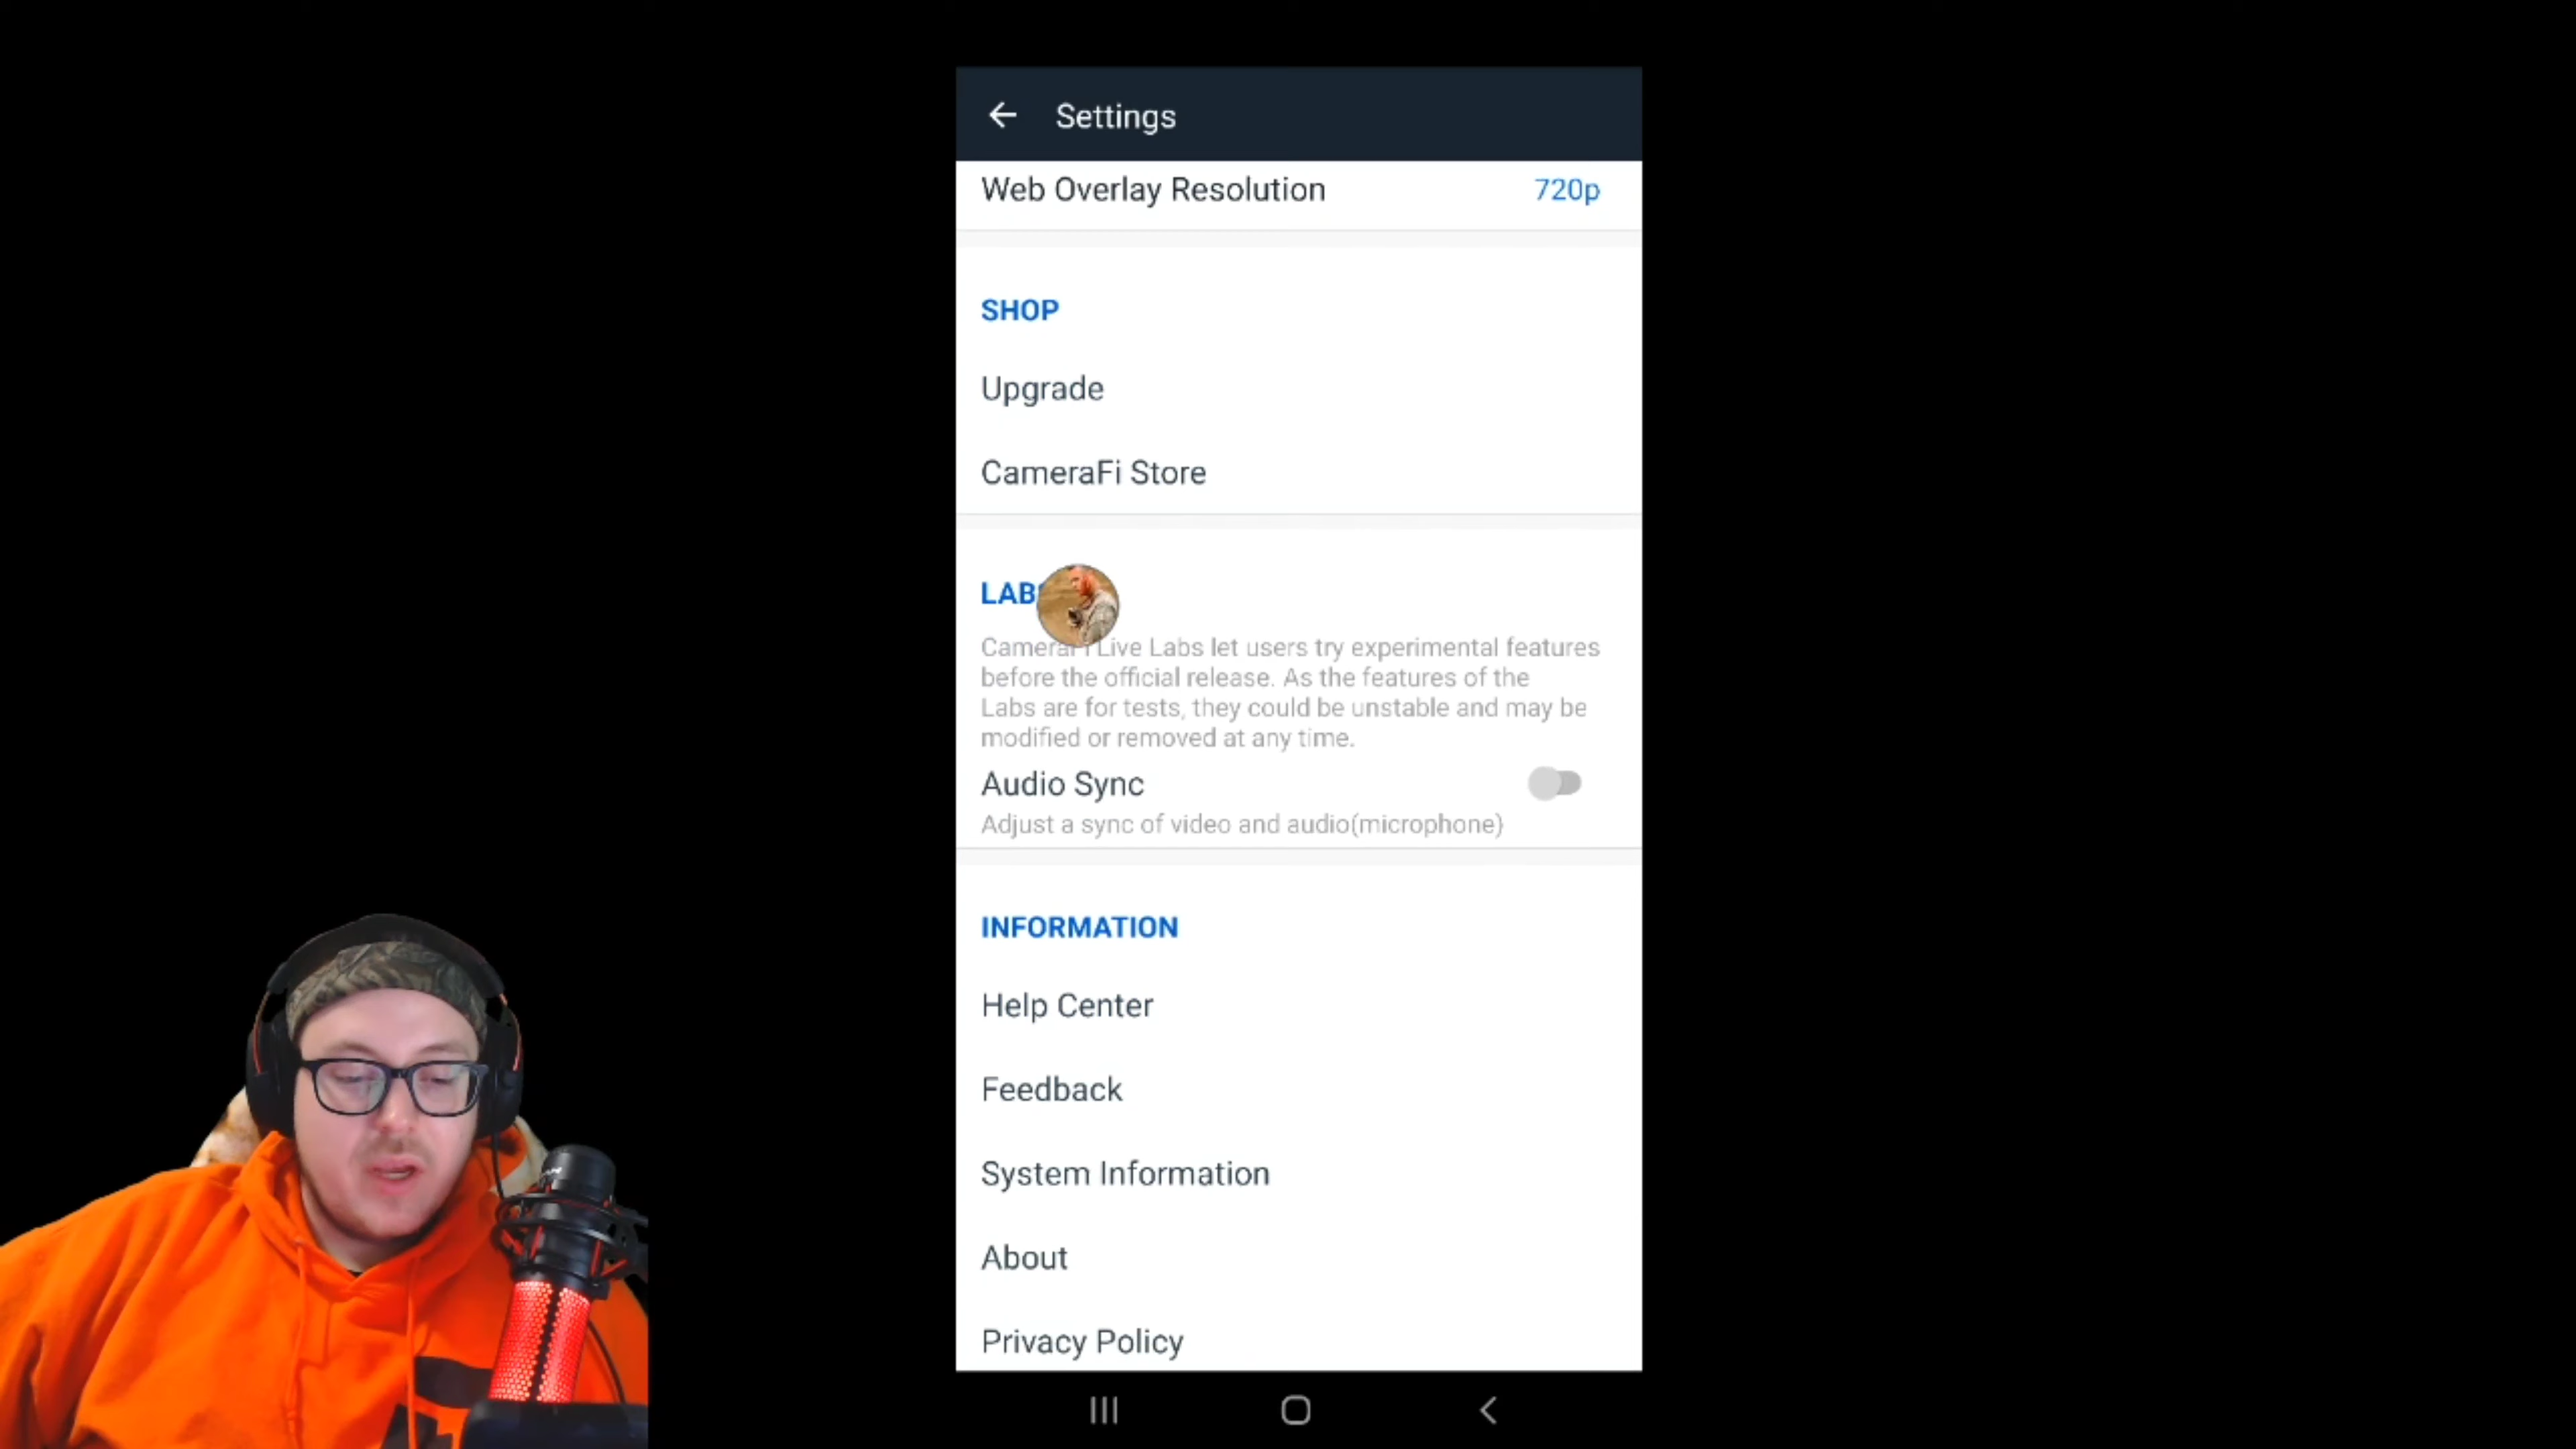 Settings
Web Overlay Resolution 720p
SHOP
Upgrade
CameraFi Store
LABS
CameraFi Live Labs let users try experimental features
before the official release. As the features of the
Labs are for tests, they could be unstable and may be
modified or removed at any time.
Audio Sync
Adjust a sync of video and audio(microphone)
INFORMATION
Help Center
Feedback
System Information
About
Privacy Policy